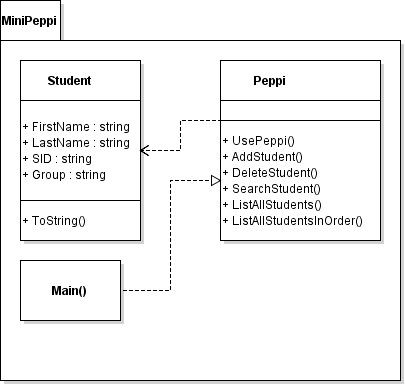 MiniPeppi
Student
+ FirstName : string
+ LastName : string
+ SID : string
+ Group : string
+ ToString()
Peppi
+ UsePeppi()
+ AddStudent()
+ DeleteStudent()
+ SearchStudent()
+ ListAllStudents()
+ ListAllStudentsInOrder()
Main()